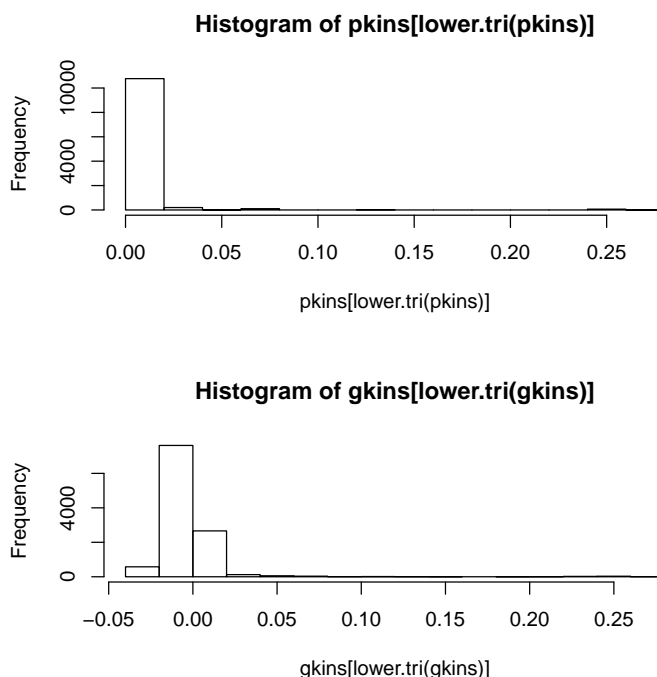 Histogram of pkins[lower.tri(pkins)]
Frequency
10000
4000
0
0.00 0.05 0.10 0.15 0.20 0.25
pkins[lower.tri(pkins)]
Histogram of gkins[lower.tri(gkins)]
Frequency
4000
0
−0.05 0.00 0.05 0.10 0.15 0.20 0.25
gkins[lower.tri(gkins)]